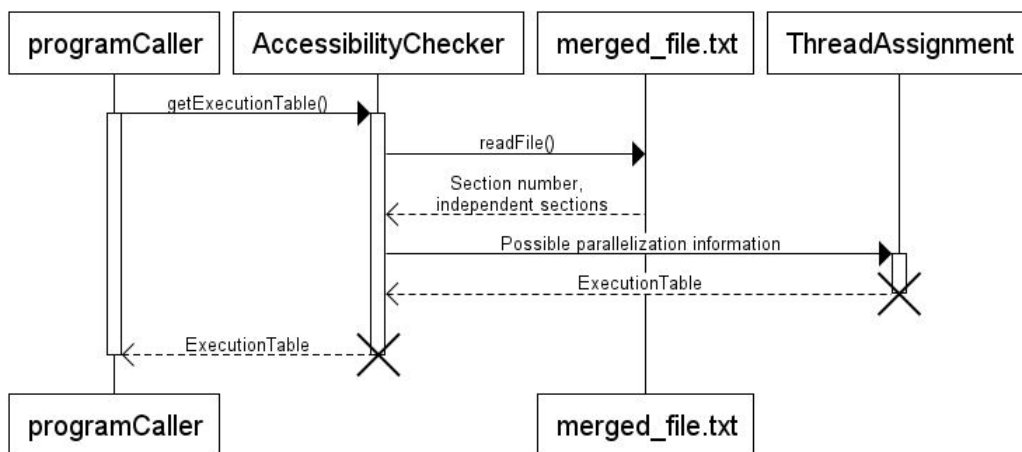 programCaller
AccessibilityChecker
merged_file.txt
ThreadAssignment
getExecutionTable()
readFile()
Section number,
independent sections
Possible parallelization information
ExecutionTable
ExecutionTable
programCaller
merged_file.txt